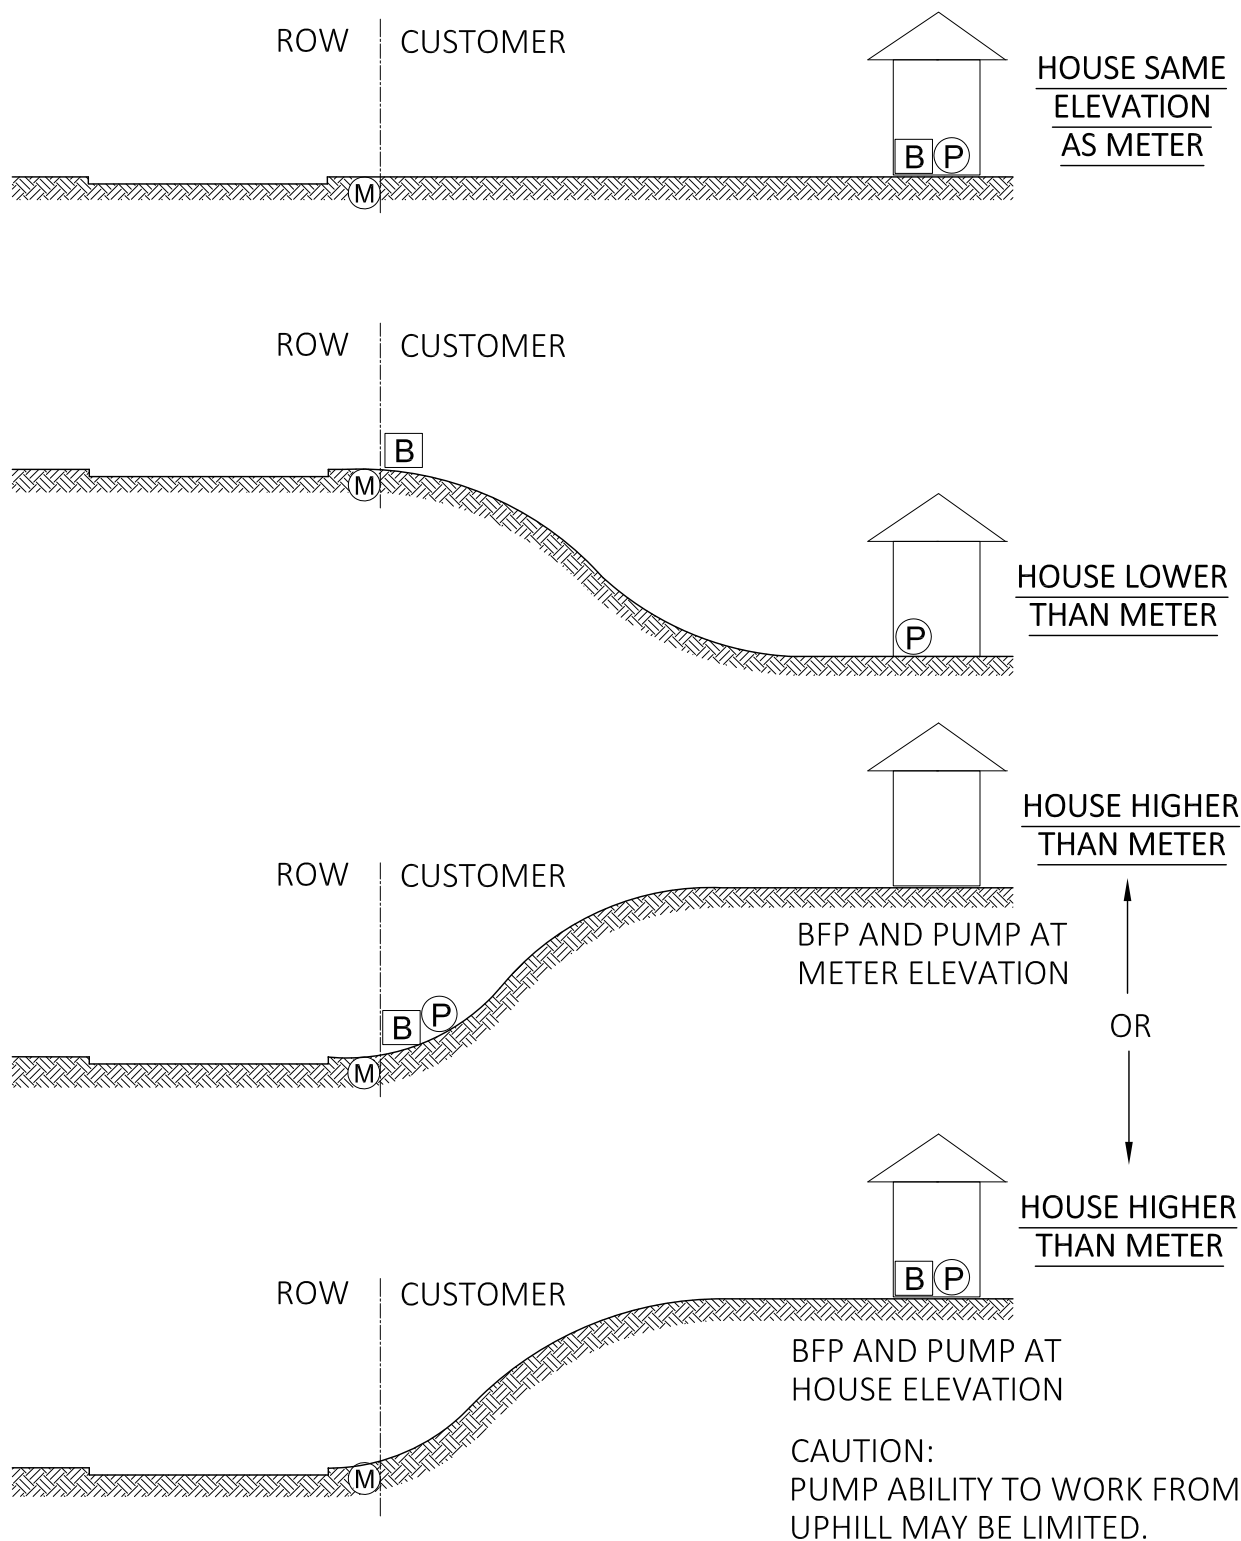 ROW CUSTOMER
HOUSE SAME
ELEVATION
AS METER
B P
M
ROW CUSTOMER
B
M
HOUSE LOWER
THAN METER
P
HOUSE HIGHER
THAN METER
ROW CUSTOMER
BFP AND PUMP AT
METER ELEVATION
B P
M
OR
HOUSE HIGHER
THAN METER
B P
ROW CUSTOMER
BFP AND PUMP AT
HOUSE ELEVATION
M
CAUTION:
PUMP ABILITY TO WORK FROM
UPHILL MAY BE LIMITED.